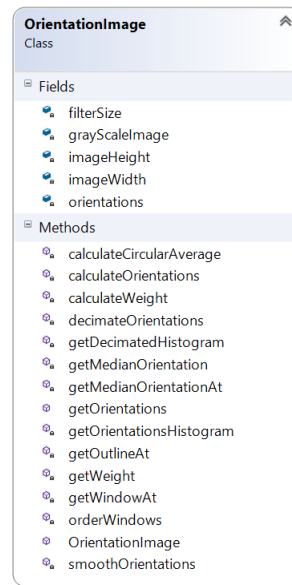 OrientationImage
Class
Fields
filterSize
grayScaleImage
imageHeight
imageWidth
orientations
Methods
calculateCircularAverage
calculateOrientations
calculateWeight
decimateOrientations
getDecimatedHistogram
getMedianOrientation
getMedianOrientationAt
getOrientations
getOrientationsHistogram
getOutlineAt
getWeight
getWindowAt
orderWindows
OrientationImage
smoothOrientations